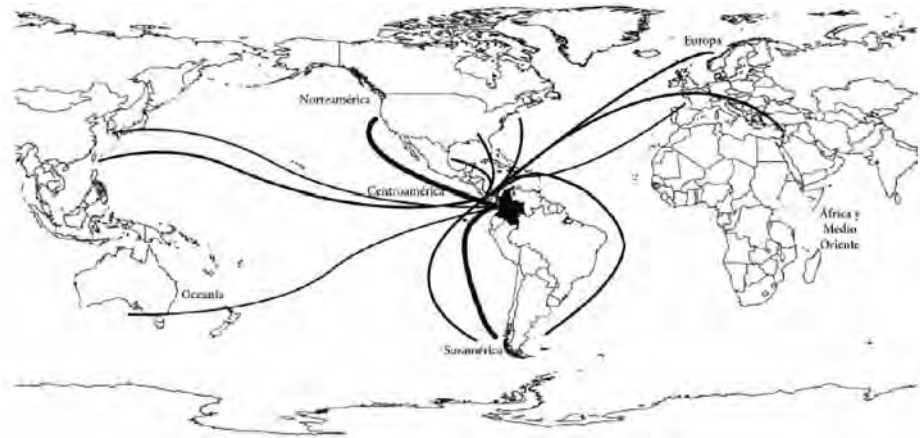 Europa
Norteamérica
Centroamérica
África y
Medio
Oriente
Oceanía
Suramérica